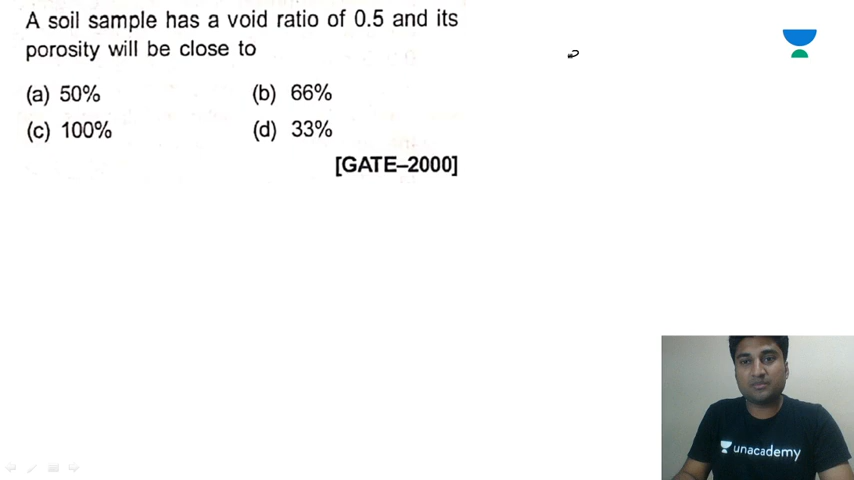 A soil sample has a void ratio of 0.5 and its
porosity will be close to
(a) 50% (b) 66%
(c) 100% (d) 33%
[GATE–2000]
unacademy